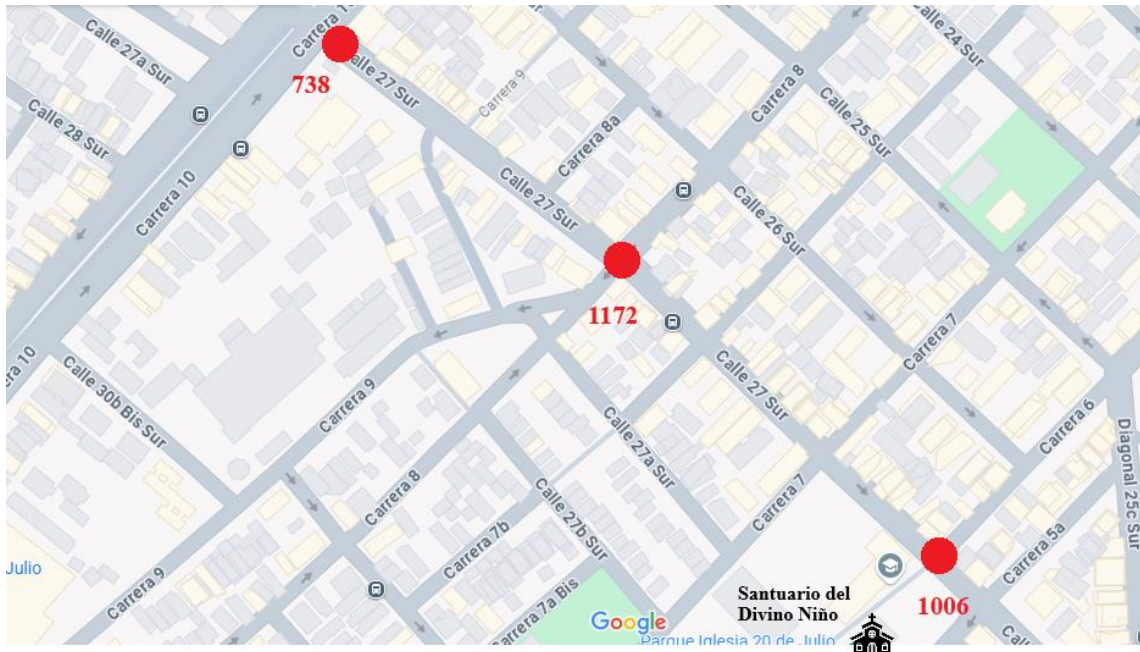 Calle 27a Sur
Carrera 10
Calle 24 Sur
738
Calle 27 Sur
Carrera 9
Carrera 8
Calle 28 Sur
Carrera 8a
Calle 25 Sur
Carrera 10
Calle 27 Sur
Calle 26 Sur
1172
Carrera 7
Calle 30b Bis Sur
Carrera 9
Calle 27 Sur
Carrera 6
Calle 27a Sur
Diagonal 25c Sur
Carrera 8
Carrera 7
Calle 27b Sur
Carrera 7b
Carrera 5a
Julio
Carrera 9
Carrera 7a Bis
Santuario del
Divino Niño
1006
Google
Parque Iglesia 20 de Julio